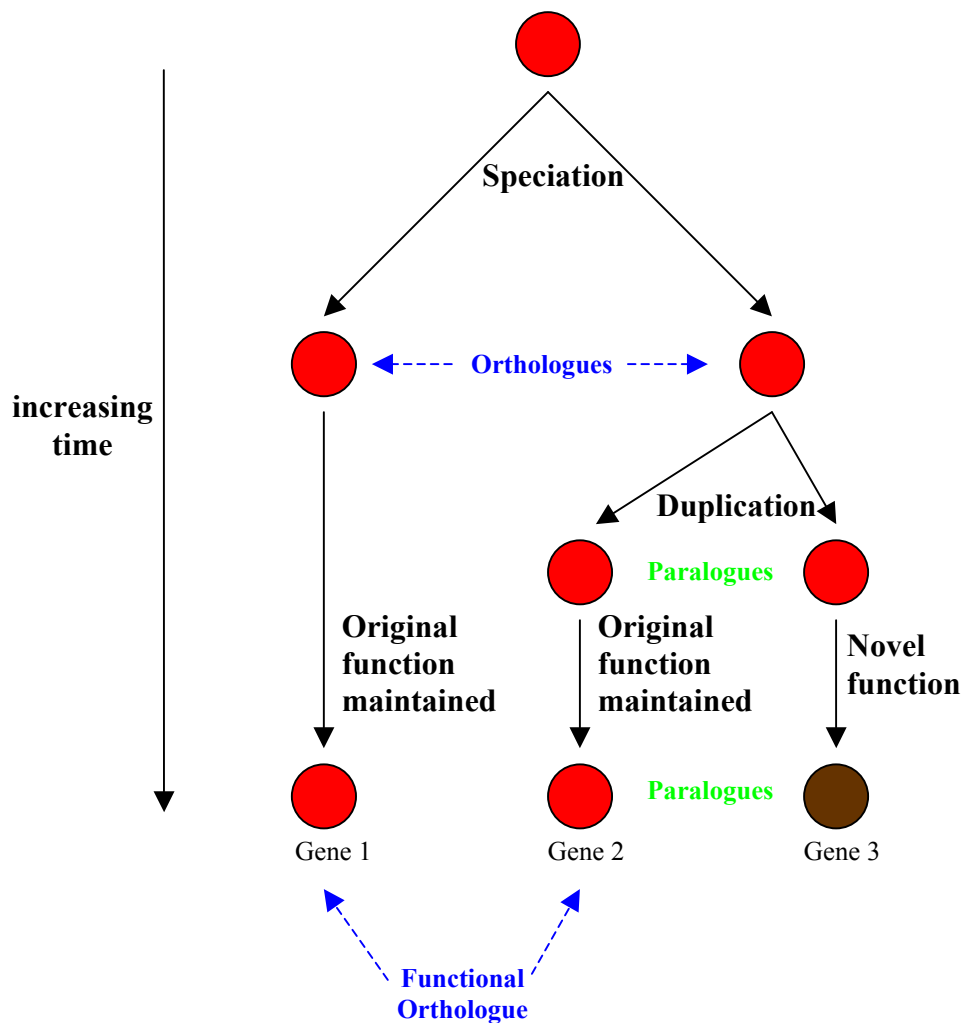 Speciation
Orthologues
increasing
time
Duplication
Paralogues
Original
function
maintained
Original
function
maintained
Novel
function
Paralogues
Gene 1
Gene 2
Gene 3
Functional
Orthologue